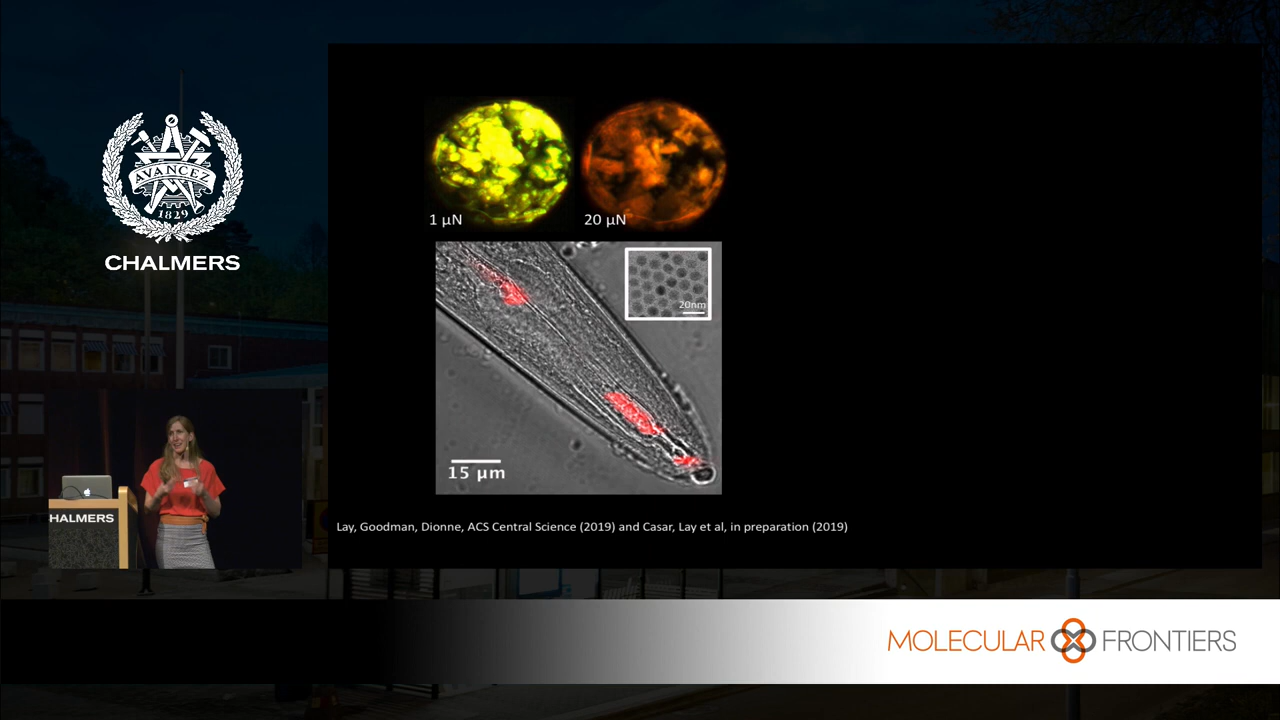 AVANCEZ
1829
CHALMERS
1 µN
20 µN
20nm
15 µm
HALMERS
Lay, Goodman, Dionne, ACS Central Science (2019) and Casar, Lay et al, in preparation (2019)
MOLECULAR FRONTIERS